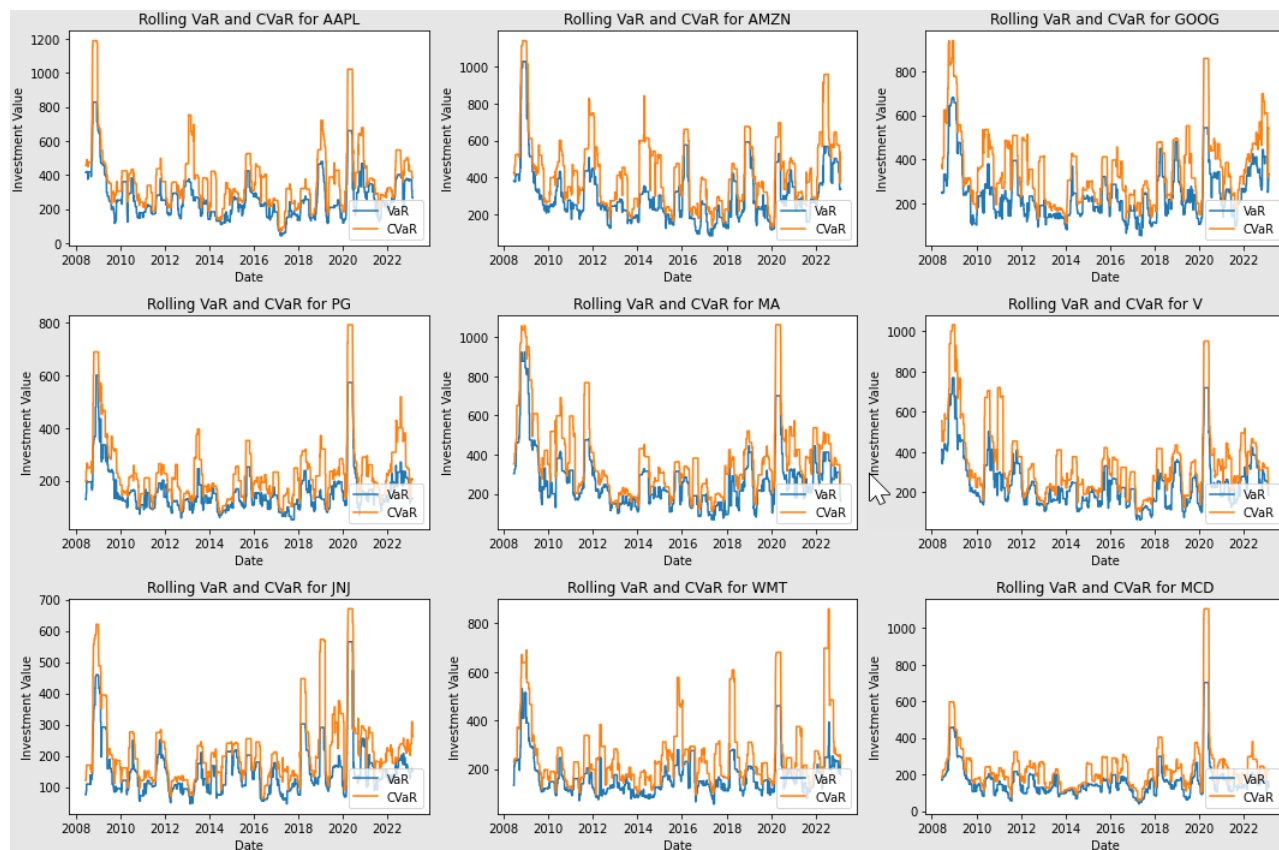 Rolling VaR and CVaR for AAPL
Investment Value
1200
1000
800
600
400
200
0
2008 2010 2012 2014 2016 2018 2020 2022
Date
VaR
CVaR
Rolling VaR and CVaR for AMZN
Investment Value
1000
800
600
400
200
2008 2010 2012 2014 2016 2018 2020 2022
Date
VaR
CVaR
Rolling VaR and CVaR for GOOG
Investment Value
800
600
400
200
2008 2010 2012 2014 2016 2018 2020 2022
Date
VaR
CVaR
Rolling VaR and CVaR for PG
Investment Value
800
600
400
200
2008 2010 2012 2014 2016 2018 2020 2022
Date
VaR
CVaR
Rolling VaR and CVaR for MA
Investment Value
1000
800
600
400
200
2008 2010 2012 2014 2016 2018 2020 2022
Date
VaR
CVaR
Rolling VaR and CVaR for V
Investment Value
1000
800
600
400
200
2008 2010 2012 2014 2016 2018 2020 2022
Date
VaR
CVaR
Rolling VaR and CVaR for JNJ
Investment Value
700
600
500
400
300
200
100
2008 2010 2012 2014 2016 2018 2020 2022
Date
VaR
CVaR
Rolling VaR and CVaR for WMT
Investment Value
800
600
400
200
2008 2010 2012 2014 2016 2018 2020 2022
Date
VaR
CVaR
Rolling VaR and CVaR for MCD
Investment Value
1000
800
600
400
200
0
2008 2010 2012 2014 2016 2018 2020 2022
Date
VaR
CVaR